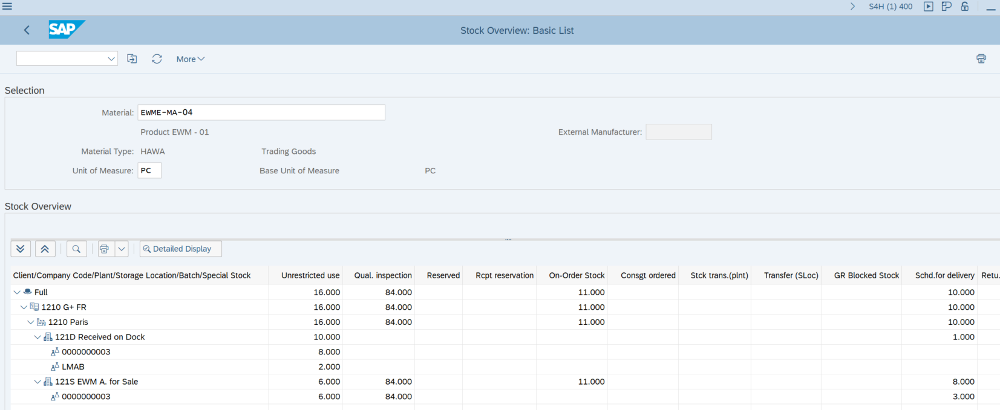 S4H (1) 400
SAP
Stock Overview: Basic List
More
Selection
Material: EWME-MA-04
Product EWM - 01
External Manufacturer:
Material Type: HAWA Trading Goods
Unit of Measure: PC Base Unit of Measure PC
Stock Overview
Detailed Display
Client/Company Code/Plant/Storage Location/Batch/Special Stock Unrestricted use Qual. inspection Reserved Rcpt reservation On-Order Stock Consgt ordered Stck trans.(plnt) Transfer (SLoc) GR Blocked Stock Schd.for delivery Retu.
Full 16.000 84.000 11.000 10.000
1210 G+ FR 16.000 84.000 11.000 10.000
1210 Paris 16.000 84.000 11.000 10.000
121D Received on Dock 10.000 1.000
0000000003 8.000
LMAB 2.000
121S EWM A. for Sale 6.000 84.000 11.000 8.000
0000000003 6.000 84.000 3.000